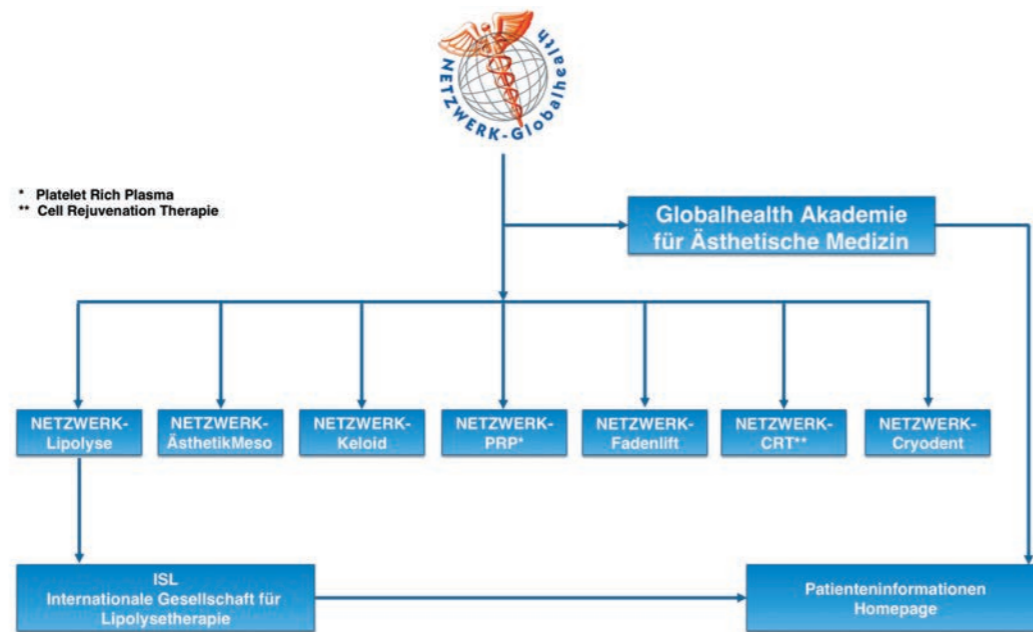 NETZWERK-Globalhealth
* Platelet Rich Plasma
** Cell Rejuvenation Therapie
Globalhealth Akademie
für Ästhetische Medizin
NETZWERK-
Lipolyse
NETZWERK-
ÄsthetikMeso
NETZWERK-
Keloid
NETZWERK-
PRP*
NETZWERK-
Fadenlift
NETZWERK-
CRT**
NETZWERK-
Cryodent
ISL
Internationale Gesellschaft für
Lipolysetherapie
Patienteninformationen
Homepage